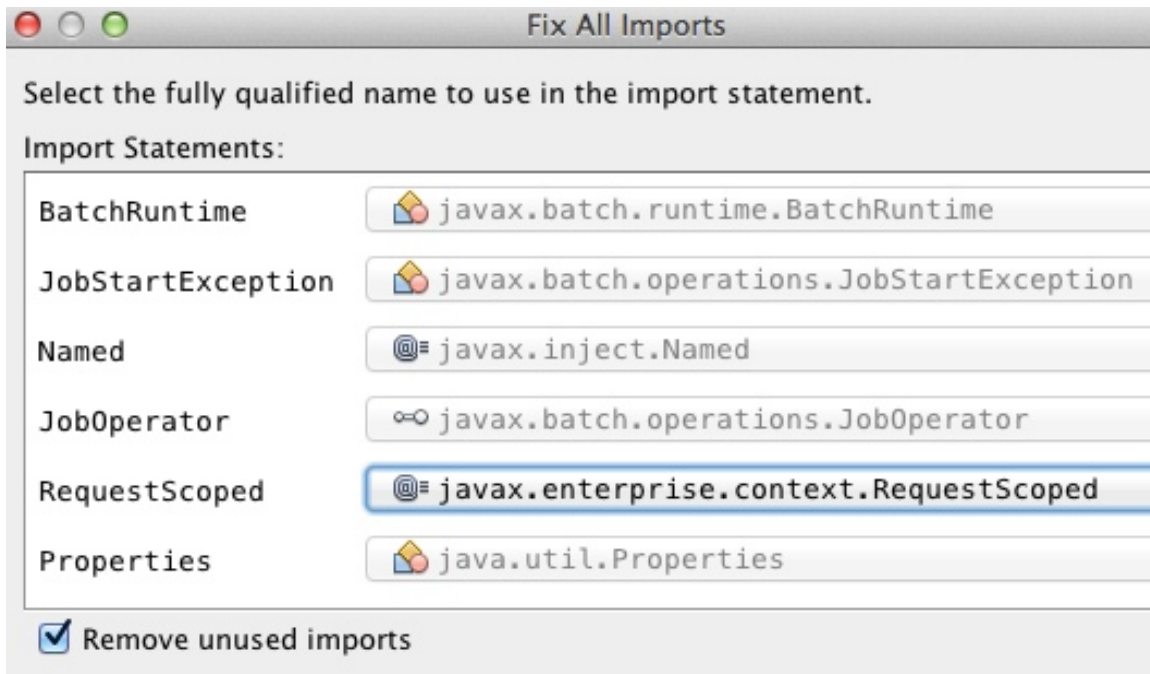 Fix All Imports
Select the fully qualified name to use in the import statement.
Import Statements:
BatchRuntime javax.batch.runtime.BatchRuntime
JobStartException javax.batch.operations.JobStartException
Named javax.inject.Named
JobOperator javax.batch.operations.JobOperator
RequestScoped javax.enterprise.context.RequestScoped
Properties java.util.Properties
Remove unused imports